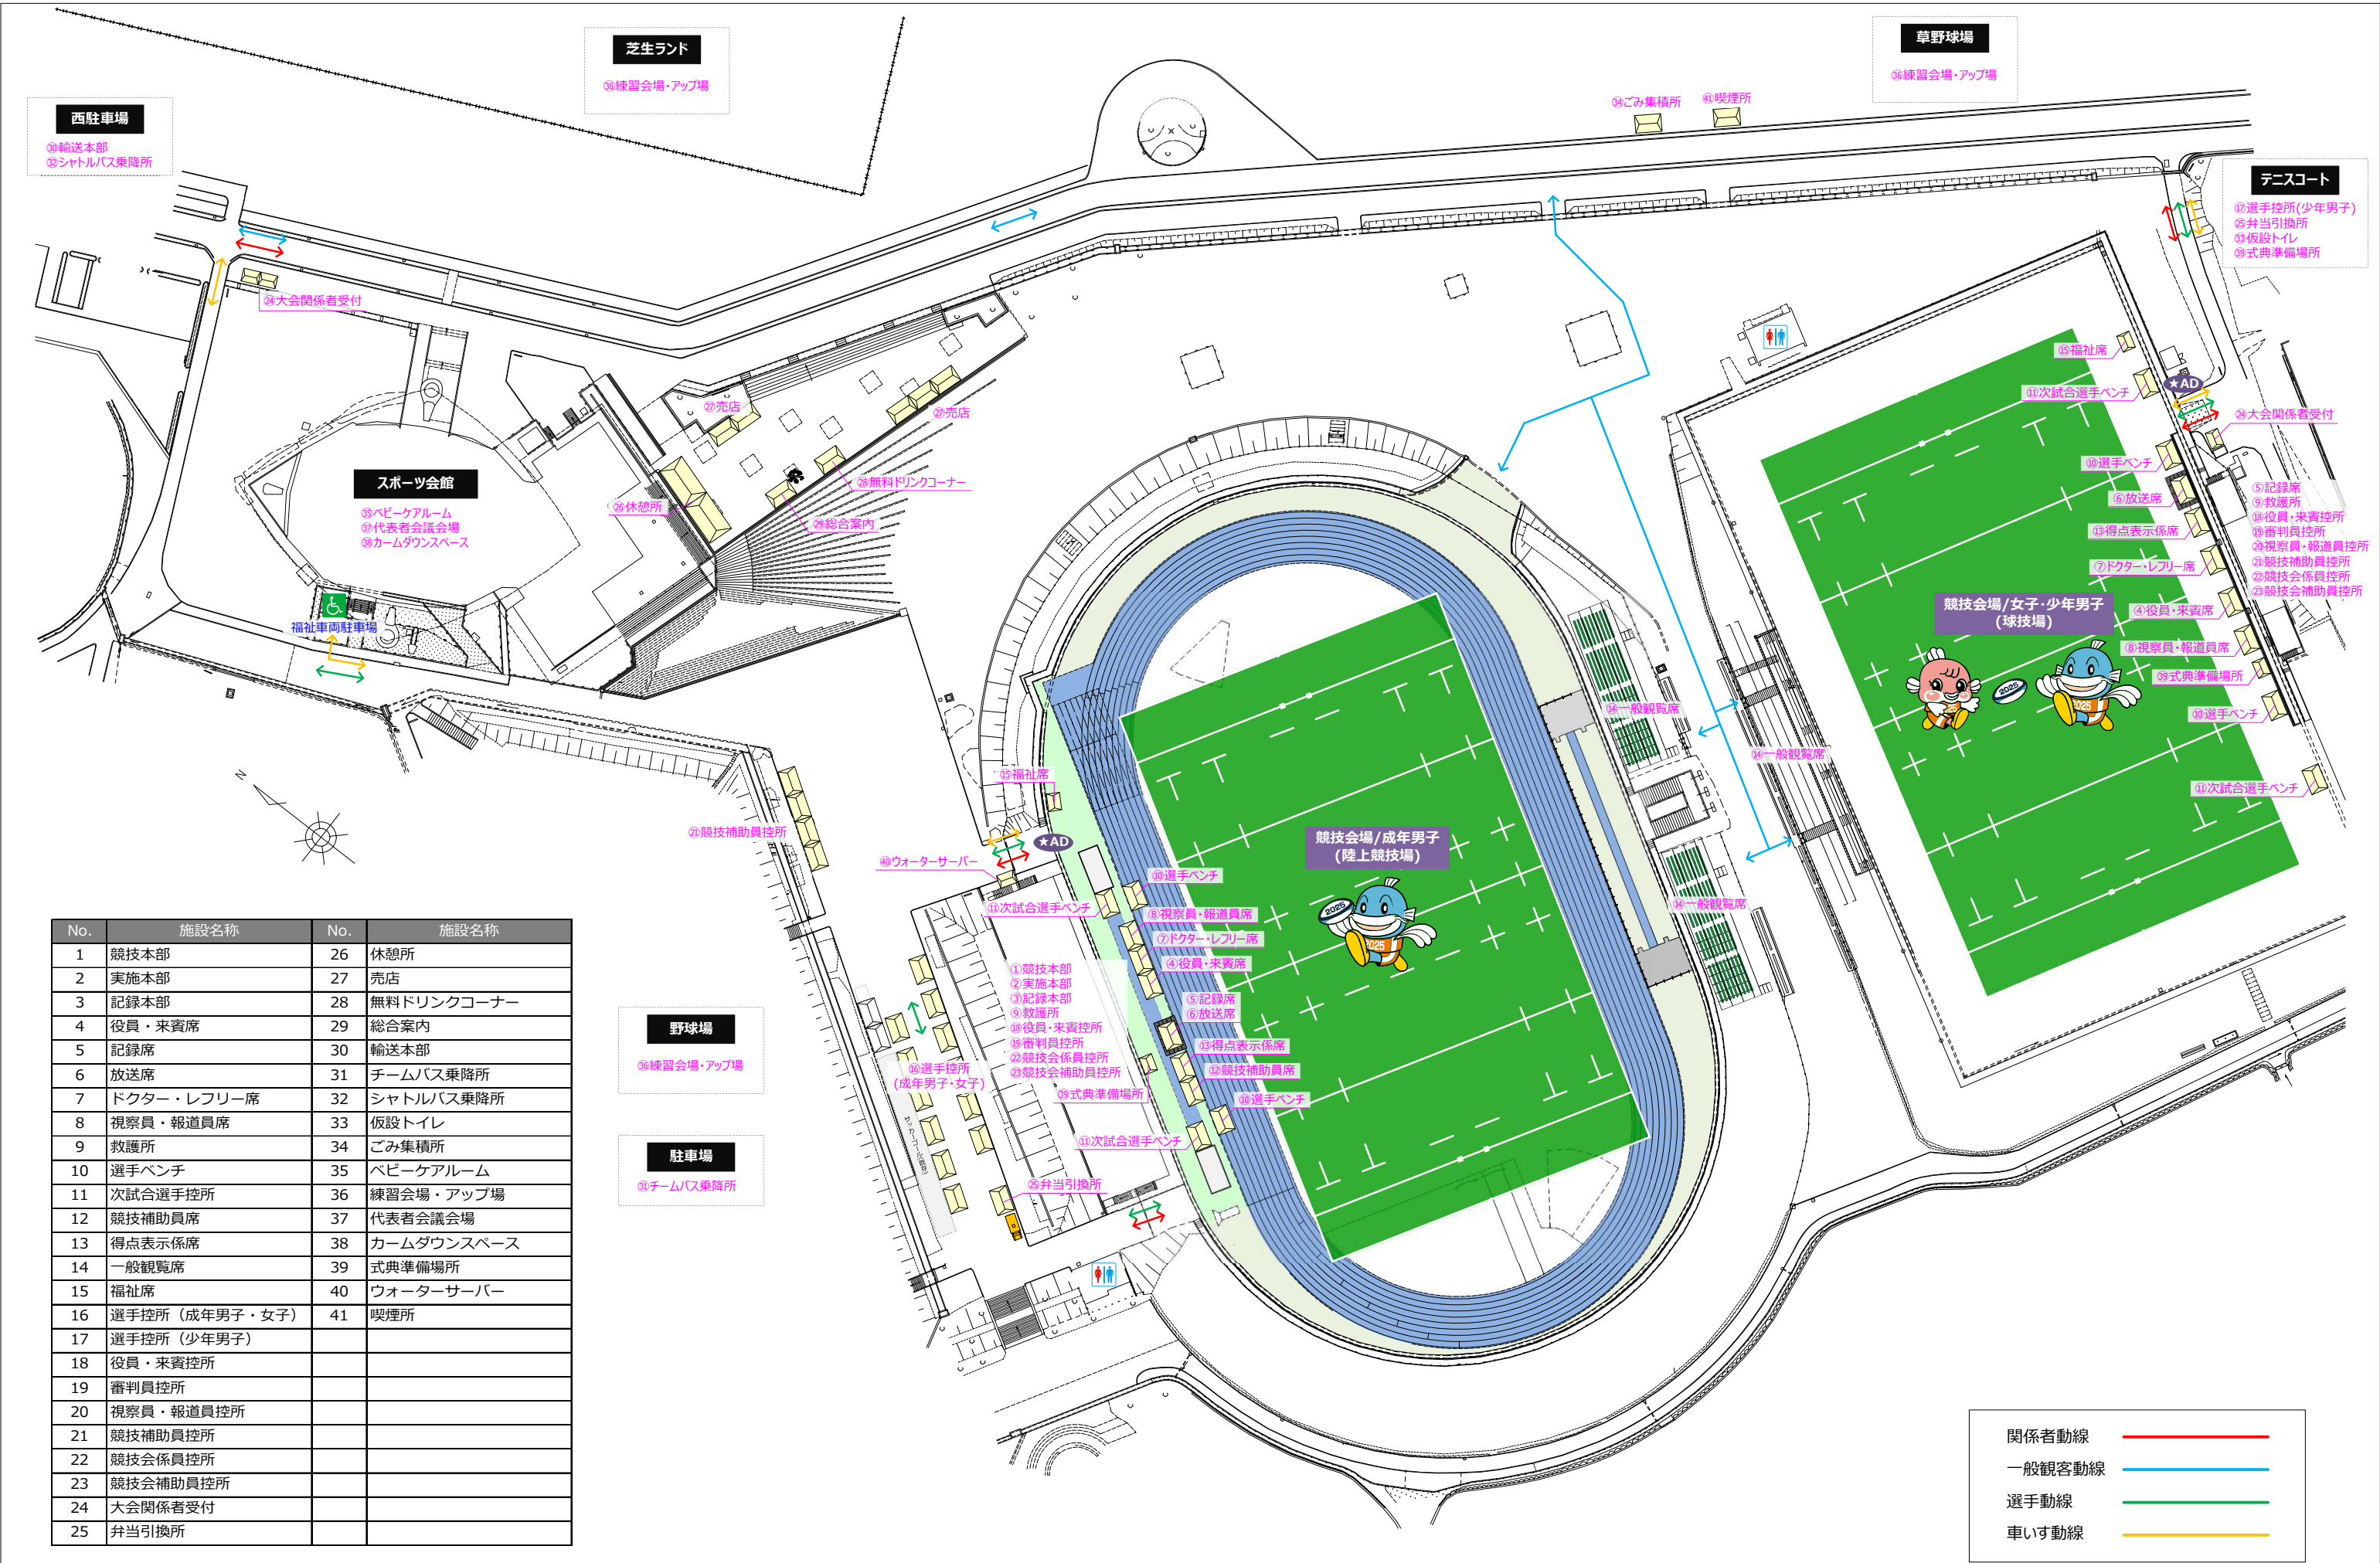 芝生ランド
㊱練習会場・アップ場
草野球場
㊱練習会場・アップ場
西駐車場
㉚輸送本部
㉜シャトルバス乗降所
㉞ごみ集積所
㊶喫煙所
テニスコート
⑰選手控所(少年男子)
㉕弁当引換所
㉝仮設トイレ
㊴式典準備場所
㉔大会関係者受付
㉗売店
㉗売店
㉘無料ドリンクコーナー
㉖休憩所
㉙総合案内
スポーツ会館
㉟ベビーケアルーム
㊲代表者会議会場
㊳カームダウンスペース
福祉車両駐車場
⑮福祉席
⑪次試合選手ベンチ
★AD
㉔大会関係者受付
⑩選手ベンチ
⑥放送席
⑬得点表示係席
⑦ドクター・レフリー席
④役員・来賓席
⑧視察員・報道員席
㊴式典準備場所
⑩選手ベンチ
⑪次試合選手ベンチ
⑤記録席
⑨救護所
⑱役員・来賓控所
⑲審判員控所
⑳視察員・報道員控所
㉑競技補助員控所
㉒競技会係員控所
㉓競技会補助員控所
競技会場/女子・少年男子
(球技場)
2025
2025
2025
⑭一般観覧席
⑭一般観覧席
⑭一般観覧席
N
㉑競技補助員控所
⑮福祉席
★AD
㊵ウォーターサーバー
競技会場/成年男子
(陸上競技場)
2025
2025
⑩選手ベンチ
⑪次試合選手ベンチ
⑧視察員・報道員席
⑦ドクター・レフリー席
④役員・来賓席
⑤記録席
⑥放送席
⑬得点表示係席
⑫競技補助員席
⑩選手ベンチ
⑪次試合選手ベンチ
①競技本部
②実施本部
③記録本部
⑨救護所
⑱役員・来賓控所
⑲審判員控所
㉒競技会係員控所
㉓競技会補助員控所
㊴式典準備場所
⑯選手控所
(成年男子・女子)
㉕弁当引換所
野球場
㊱練習会場・アップ場
駐車場
㉛チームバス乗降所
No. 施設名称 No. 施設名称
1 競技本部 26 休憩所
2 実施本部 27 売店
3 記録本部 28 無料ドリンクコーナー
4 役員・来賓席 29 総合案内
5 記録席 30 輸送本部
6 放送席 31 チームバス乗降所
7 ドクター・レフリー席 32 シャトルバス乗降所
8 視察員・報道員席 33 仮設トイレ
9 救護所 34 ごみ集積所
10 選手ベンチ 35 ベビーケアルーム
11 次試合選手控所 36 練習会場・アップ場
12 競技補助員席 37 代表者会議会場
13 得点表示係席 38 カームダウンスペース
14 一般観覧席 39 式典準備場所
15 福祉席 40 ウォーターサーバー
16 選手控所（成年男子・女子） 41 喫煙所
17 選手控所（少年男子）
18 役員・来賓控所
19 審判員控所
20 視察員・報道員控所
21 競技補助員控所
22 競技会係員控所
23 競技会補助員控所
24 大会関係者受付
25 弁当引換所
関係者動線
一般観客動線
選手動線
車いす動線